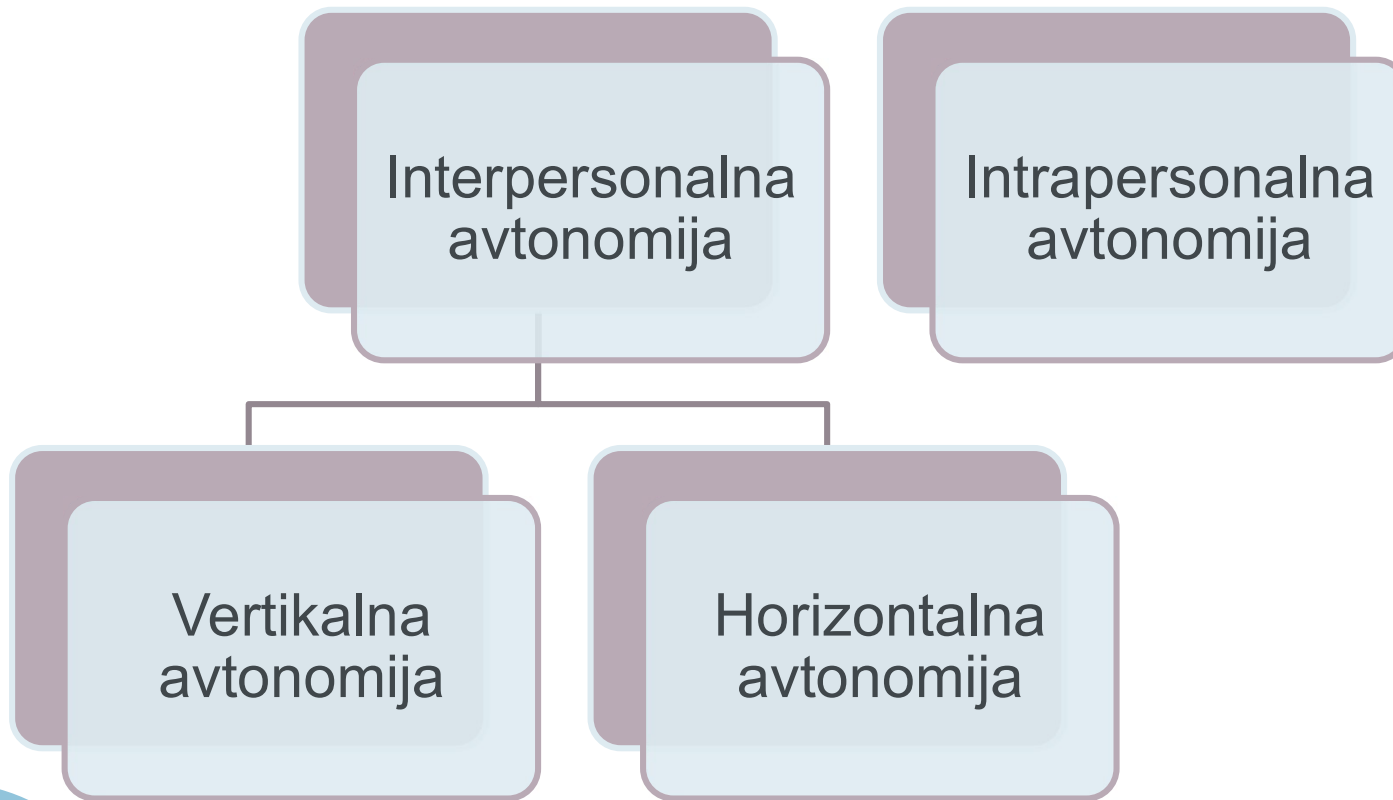 Interpersonalna
avtonomija
Intrapersonalna
avtonomija
Vertikalna
avtonomija
Horizontalna
avtonomija